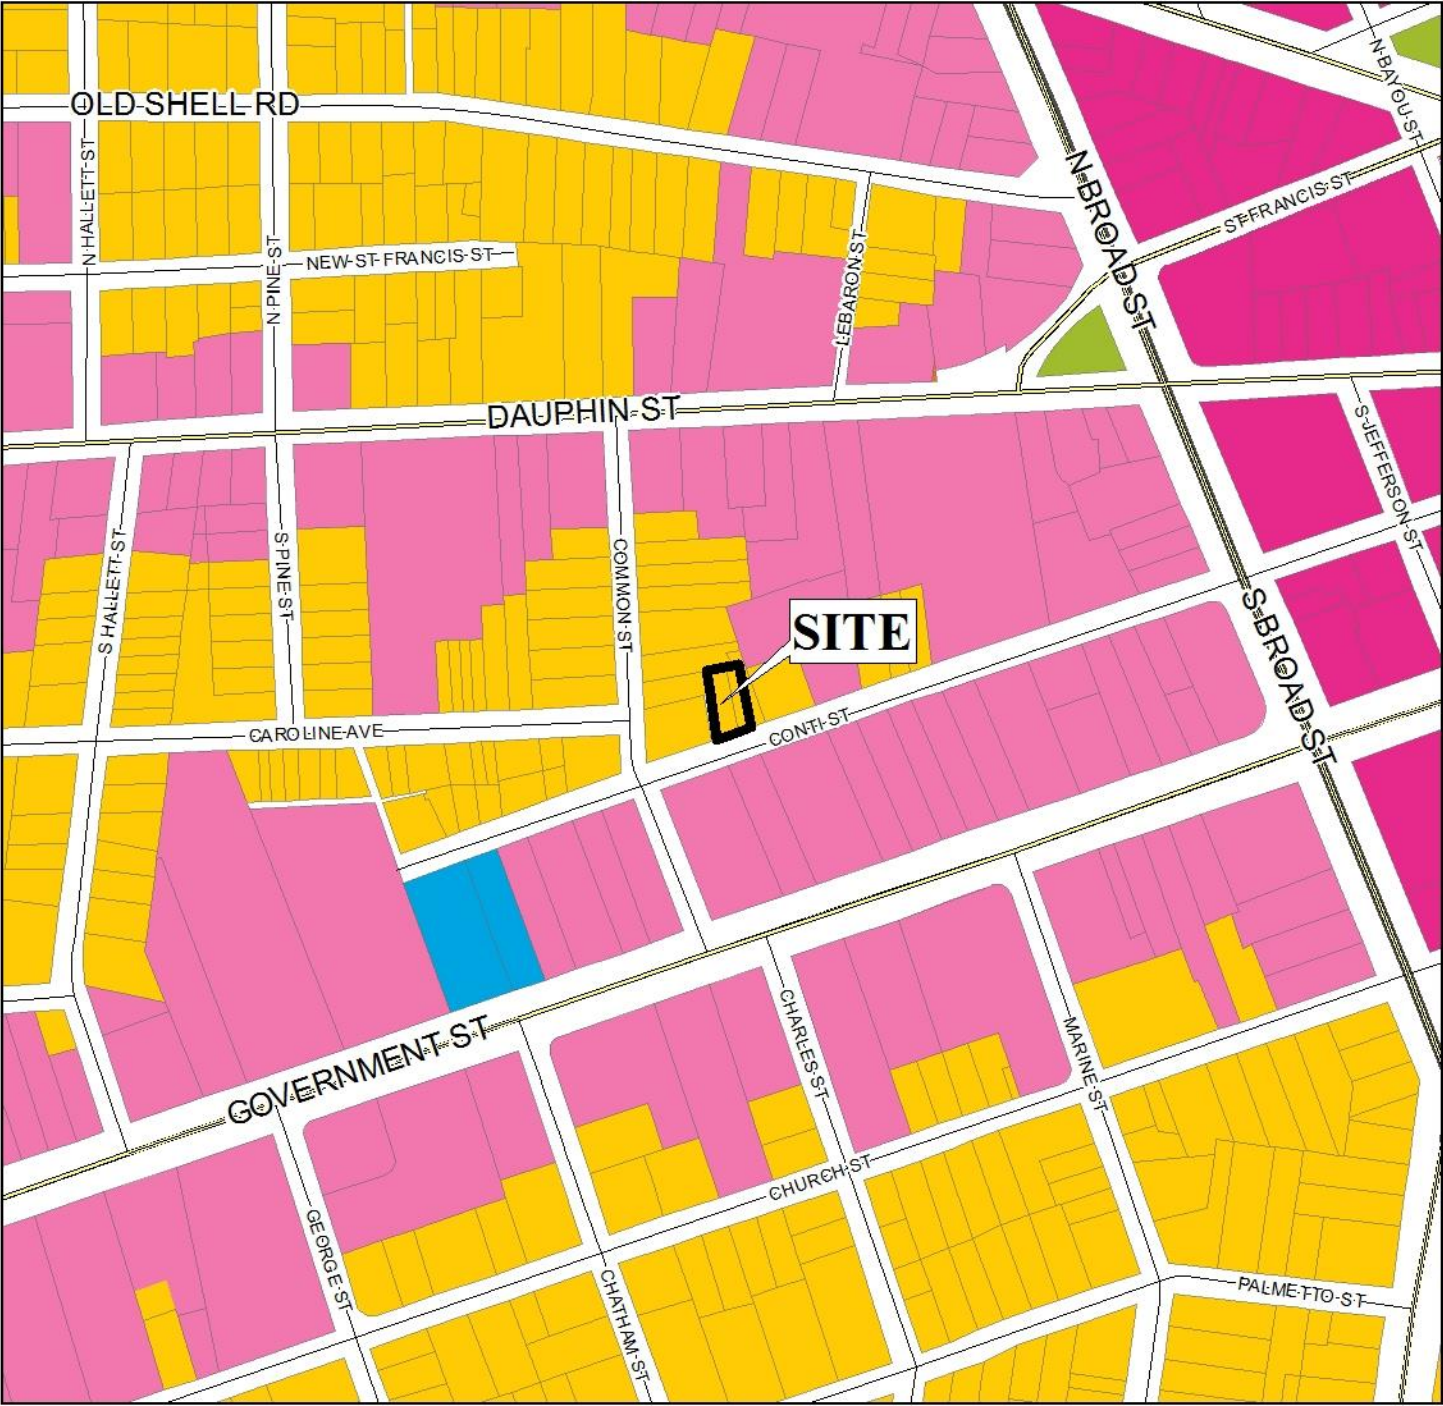 N BAYOU ST
OLD SHELL RD
N HALLETT ST
N BROAD ST
ST FRANCIS ST
N PINE ST
NEW ST FRANCIS ST
LEBARON ST
DAUPHIN ST
S JEFFERSON ST
S HALLETT ST
S PINE ST
COMMON ST
SITE
S BROAD ST
CAROLINE AVE
CONTI ST
GOVERNMENT ST
CHARLES ST
MARINE ST
CHURCH ST
GEORGE ST
CHATHAM ST
PALMETTO ST